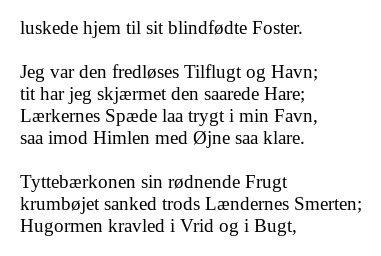 luskede hjem til sit blindfødte Foster.

Jeg var den fredløses Tilflugt og Havn;
tit har jeg skjærmet den saarede Hare;
Lærkernes Spæde laa trygt i min Favn,
saa imod Himlen med Øjne saa klare.

Tyttebærkonen sin rødnende Frugt
krumbøjet sanked trods Lændernes Smerten;
Hugormen kravled i Vrid og i Bugt,